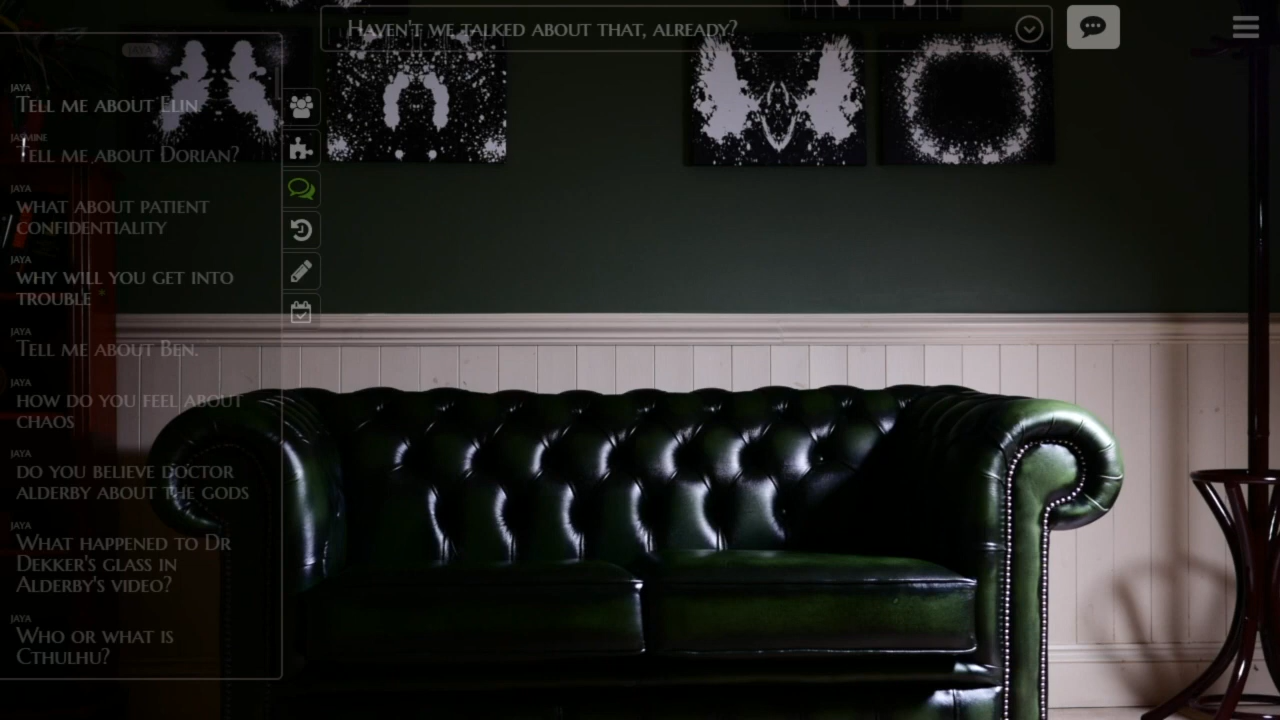 Haven't we talked about that, already?
JAYA
JAYA
Tell me about Elin.
JASMINE
Tell me about Dorian?
JAYA
what about patient
confidentiality
JAYA
why will you get into
trouble
JAYA
Tell me about Ben.
JAYA
how do you feel about
chaos
JAYA
do you believe doctor
alderby about the gods
JAYA
What happened to Dr
Dekker's glass in
Alderby's video?
JAYA
Who or what is
Cthulhu?